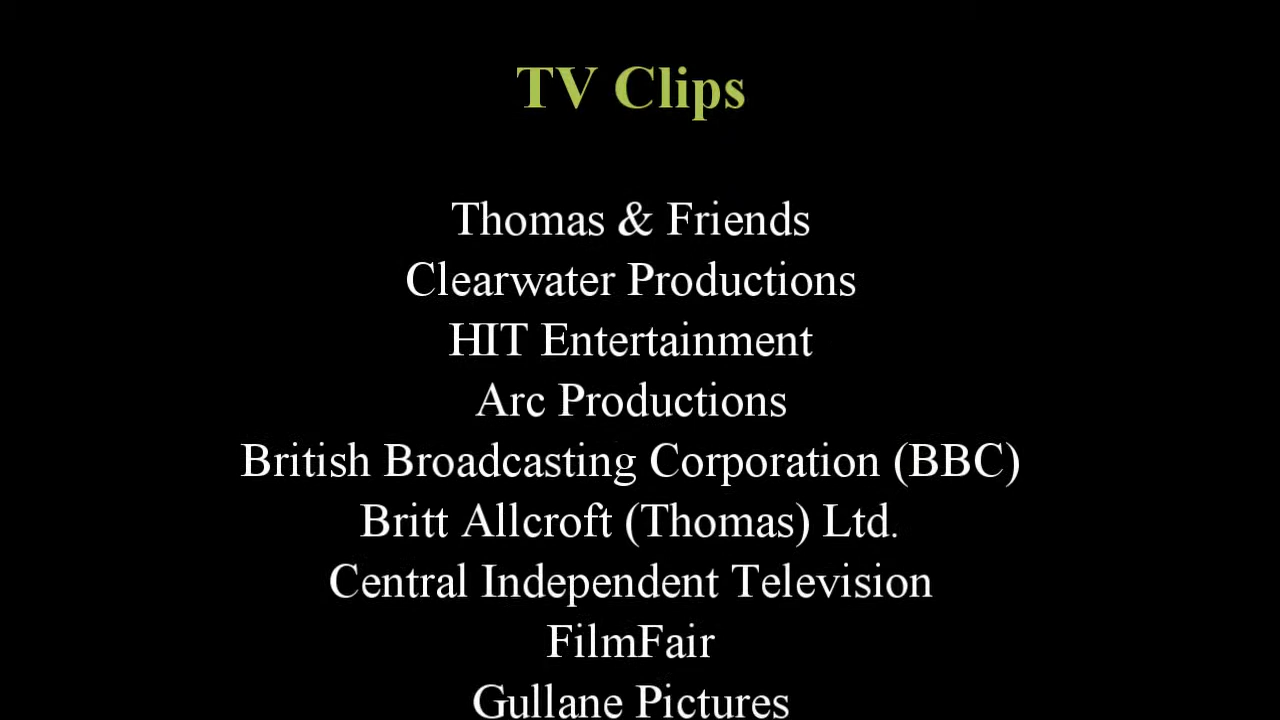 TV Clips
Thomas & Friends
Clearwater Productions
HIT Entertainment
Arc Productions
British Broadcasting Corporation (BBC)
Britt Allcroft (Thomas) Ltd.
Central Independent Television
FilmFair
Gullane Pictures